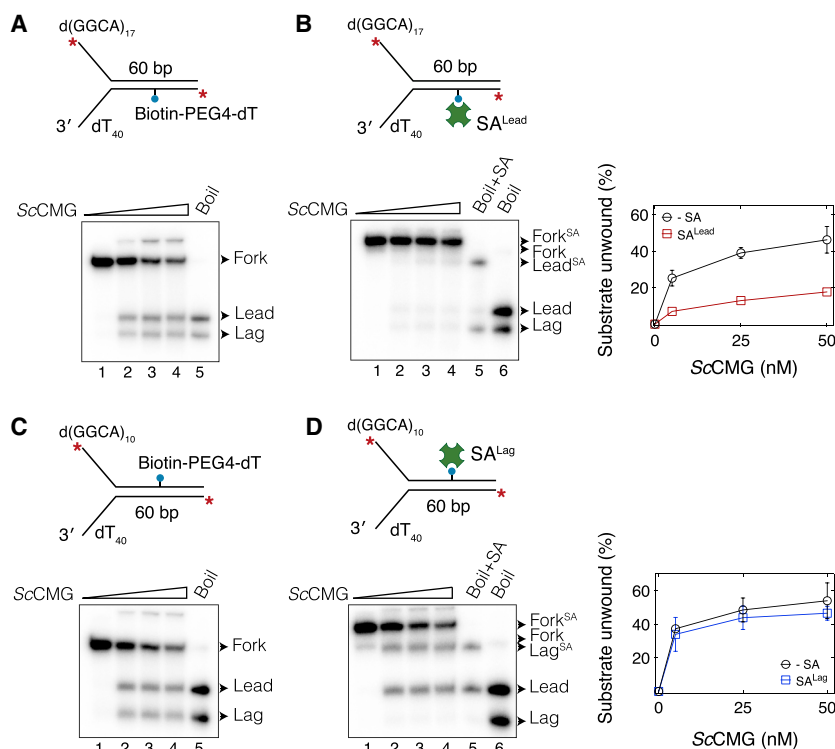 A
d(GGCA)17
*
60 bp
*
Biotin-PEG4-dT
3′ dT40
ScCMG
Boil
Fork
Lead
Lag
1 2 3 4 5
B
d(GGCA)17
*
60 bp
*
SALead
3′ dT40
ScCMG
Boil+SA
Boil
ForkSA
Fork
LeadSA
Lead
Lag
1 2 3 4 5 6
Substrate unwound (%)
60
40
20
- SA
SALead
0 25 50
ScCMG (nM)
C
d(GGCA)10
*
Biotin-PEG4-dT
*
60 bp
3′ dT40
ScCMG
Boil
Fork
Lead
Lag
1 2 3 4 5
D
d(GGCA)10
*
SALag
*
60 bp
3′ dT40
ScCMG
Boil+SA
Boil
ForkSA
Fork
LagSA
Lead
Lag
1 2 3 4 5 6
Substrate unwound (%)
60
40
20
- SA
SALag
0 25 50
ScCMG (nM)